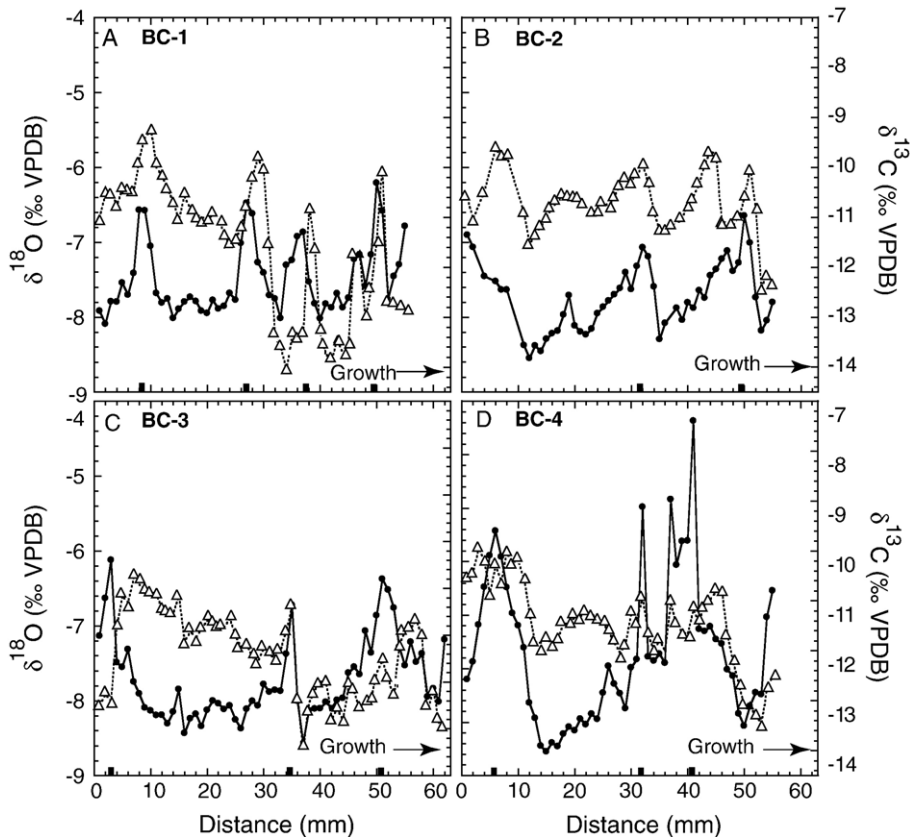 A BC-1
B BC-2
C BC-3
D BC-4
-4
-5
-6
-7
-8
-9
-4
-5
-6
-7
-8
-9
δ18O (‰ VPDB)
δ18O (‰ VPDB)
-7
-8
-9
-10
-11
-12
-13
-14
-7
-8
-9
-10
-11
-12
-13
-14
δ13C (‰ VPDB)
δ13C (‰ VPDB)
Growth
Growth
Growth
Growth
0 10 20 30 40 50 60
0 10 20 30 40 50 60
Distance (mm)
Distance (mm)